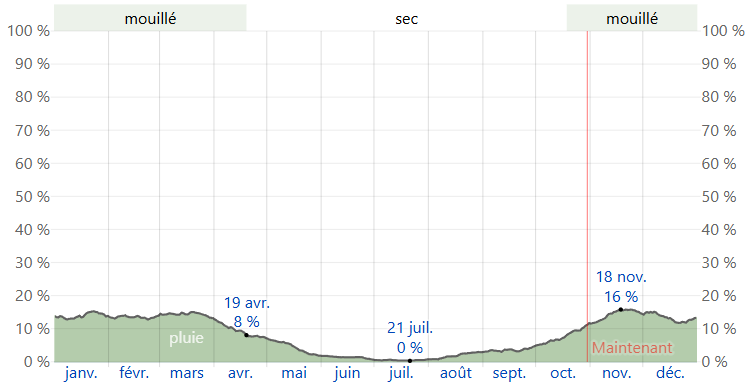 mouillé sec mouillé
100 % 100 %
90 % 90 %
80 % 80 %
70 % 70 %
60 % 60 %
50 % 50 %
40 % 40 %
30 % 30 %
18 nov.
20 % 16 % 20 %
19 avr.
8 %
21 juil.
0 %
10 % 10 %
pluie Maintenant
0 % 0 %
janv. févr. mars avr. mai juin juil. août sept. oct. nov. déc.